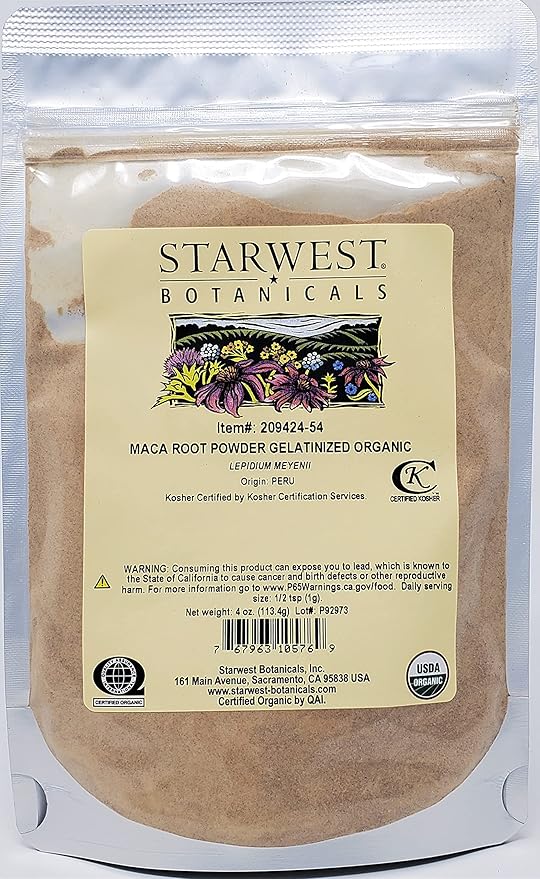 STARWEST®
BOTANICALS
Item#: 209424-54
MACA ROOT POWDER GELATINIZED ORGANIC
LEPIDIUM MEYENII
Origin: PERU
Kosher Certified by Kosher Certification Services.
CK
CERTIFIED KOSHER
WARNING: Consuming this product can expose you to lead, which is known to
the State of California to cause cancer and birth defects or other reproductive
harm. For more information go to www.P65Warnings.ca.gov/food. Daily serving
size: 1/2 tsp (1g).
Net weight: 4 oz. (113.4g) Lot#: P92973
7 67963 10576 9
Starwest Botanicals, Inc.
161 Main Avenue, Sacramento, CA 95838 USA
www.starwest-botanicals.com
Certified Organic by QAI.
CERTIFIED ORGANIC
USDA
ORGANIC